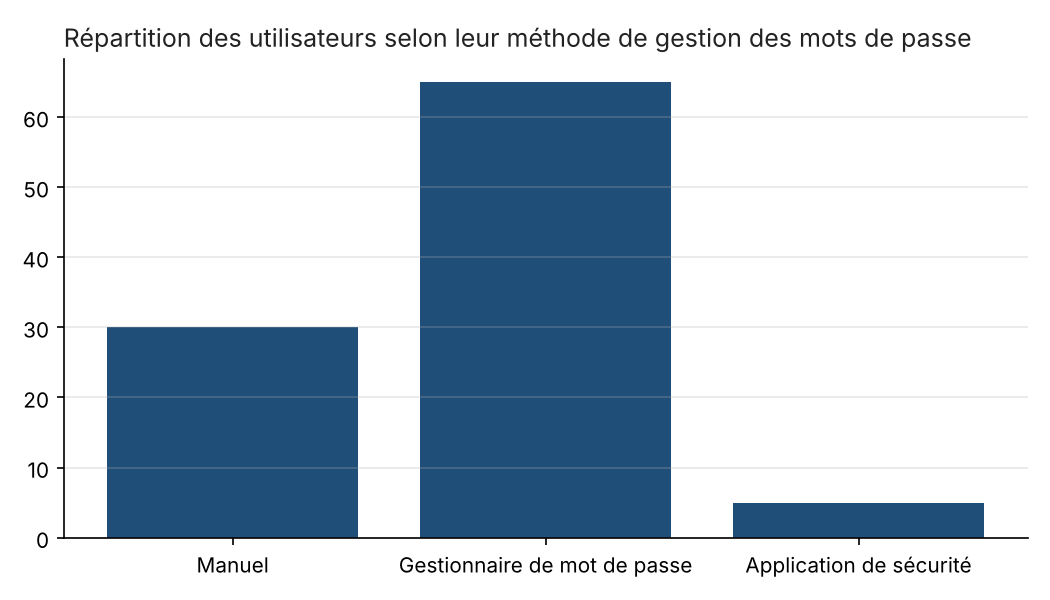 Répartition des utilisateurs selon leur méthode de gestion des mots de passe
60
50
40
30
20
10
0
Manuel
Gestionnaire de mot de passe
Application de sécurité